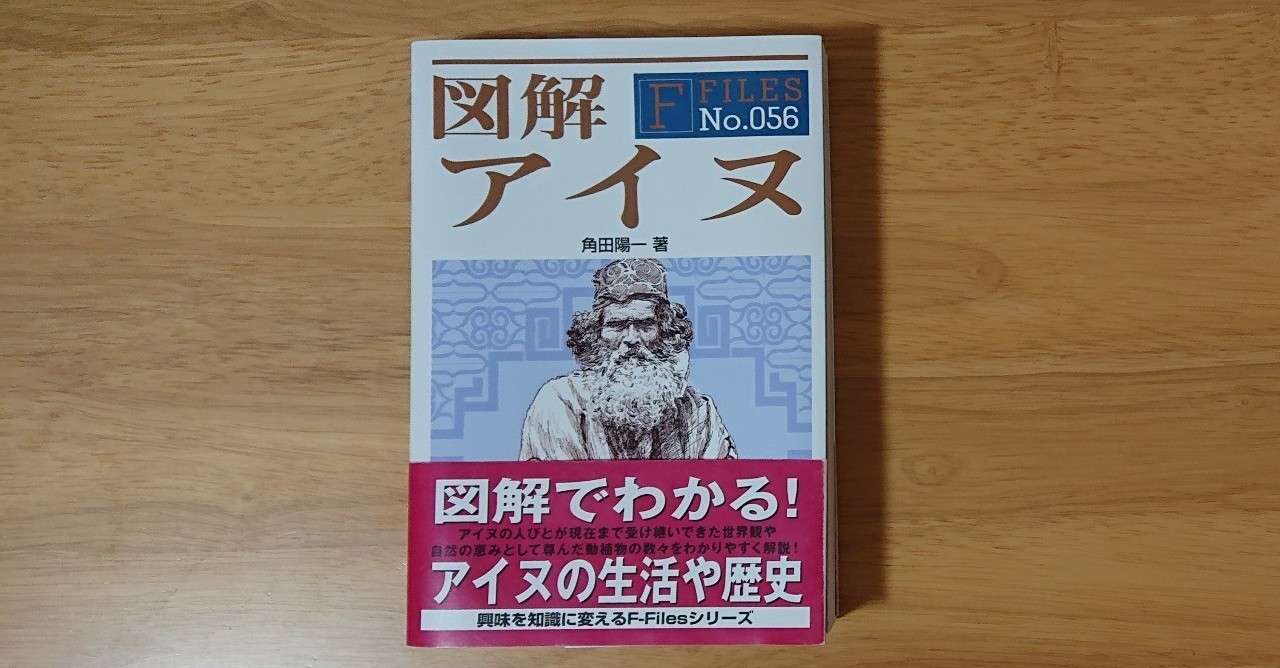 図解
F FILES
No.056
アイヌ
角田陽一 著
図解でわかる!
アイヌの人びとが現在まで受け継いできた世界観や
自然の恵みとして尊んだ動植物の数々をわかりやすく解説!
アイヌの生活や歴史
興味を知識に変えるF-Filesシリーズ